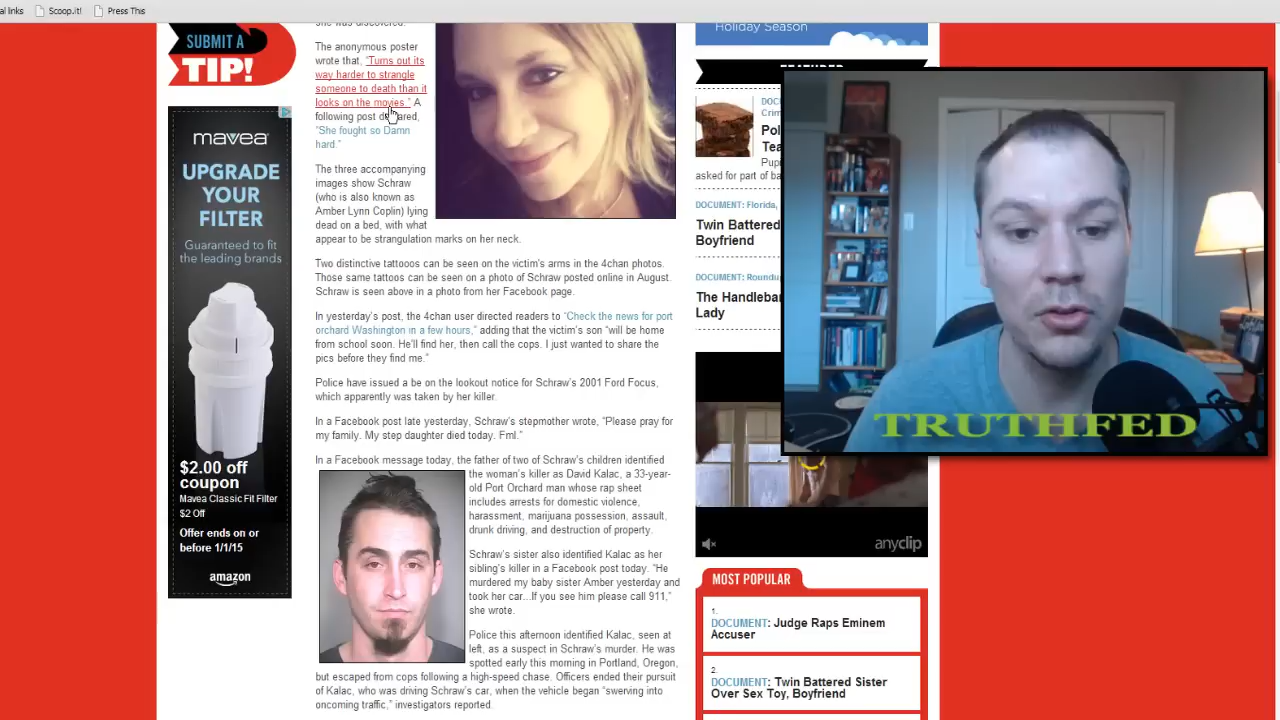 al links Scoop.it! Press This
SUBMIT A
TIP!
mavea
UPGRADE
YOUR
FILTER
Guaranteed to fit
the leading brands
$2.00 off
coupon
Mavea Classic Fit Filter
$2 Off
Offer ends on or
before 1/1/15
amazon
she was discovered.
The anonymous poster
wrote that, "Turns out its
way harder to strangle
someone to death than it
looks on the movies." A
following post declared,
"She fought so Damn
hard."
The three accompanying
images show Schraw
(who is also known as
Amber Lynn Coplin) lying
dead on a bed, with what
appear to be strangulation marks on her neck.
Two distinctive tattooos can be seen on the victim's arms in the 4chan photos.
Those same tattoos can be seen on a photo of Schraw posted online in August.
Schraw is seen above in a photo from her Facebook page.
In yesterday's post, the 4chan user directed readers to "Check the news for port
orchard Washington in a few hours," adding that the victim's son "will be home
from school soon. He'll find her, then call the cops. I just wanted to share the
pics before they find me."
Police have issued a be on the lookout notice for Schraw's 2001 Ford Focus,
which apparently was taken by her killer.
In a Facebook post late yesterday, Schraw's stepmother wrote, "Please pray for
my family. My step daughter died today. Fml."
In a Facebook message today, the father of two of Schraw's children identified
the woman's killer as David Kalac, a 33-year-
old Port Orchard man whose rap sheet
includes arrests for domestic violence,
harassment, marijuana possession, assault,
drunk driving, and destruction of property.
Schraw's sister also identified Kalac as her
sibling's killer in a Facebook post today. "He
murdered my baby sister Amber yesterday and
took her car...If you see him please call 911,"
she wrote.
Police this afternoon identified Kalac, seen at
left, as a suspect in Schraw's murder. He was
spotted early this morning in Portland, Oregon,
but escaped from cops following a high-speed chase. Officers ended their pursuit
of Kalac, who was driving Schraw's car, when the vehicle began "swerving into
oncoming traffic," investigators reported.
Holiday Season
FEATURED
asked for part of
DOCUMENT: Florida,
Twin Battered
Boyfriend
DOCUMENT: Roundup
The Handlebar
Lady
TRUTHFED
anyclip
MOST POPULAR
1.
DOCUMENT: Judge Raps Eminem
Accuser
2.
DOCUMENT: Twin Battered Sister
Over Sex Toy, Boyfriend